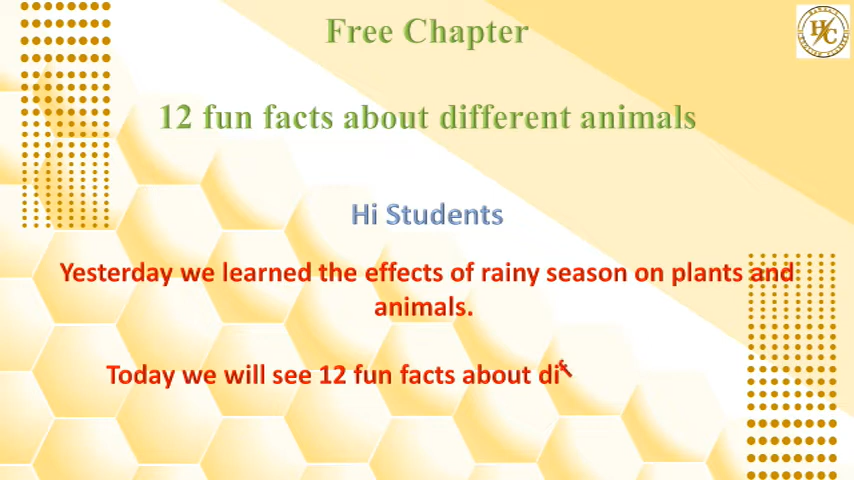 Free Chapter
12 fun facts about different animals
Hi Students
Yesterday we learned the effects of rainy season on plants and
animals.
Today we will see 12 fun facts about dif
H/C